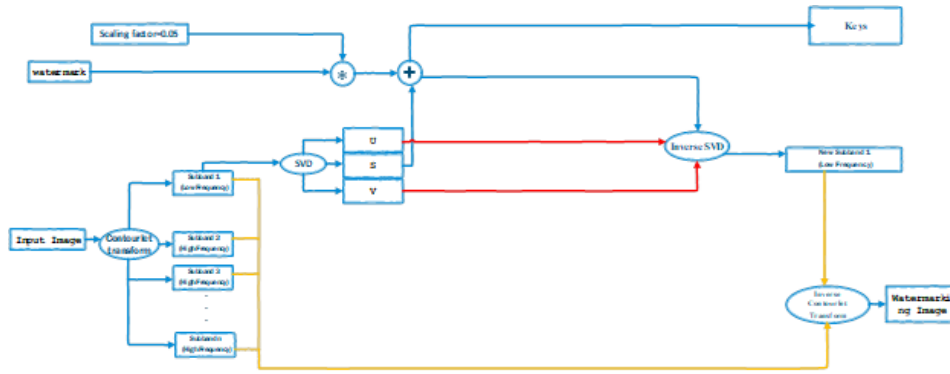 Keys
Scaling factor=0.05
watermark
*
+
U
S
V
SVD
Inverse SVD
New Subband 1
(Low Frequency)
Subband 1
(Low Frequency)
Input Image
Contourlet
transform
Subband 2
(High Frequency)
Subband 3
(High Frequency)
.
.
.
Subband n
(High Frequency)
Inverse
Contourlet
Transform
Watermarki
ng Image